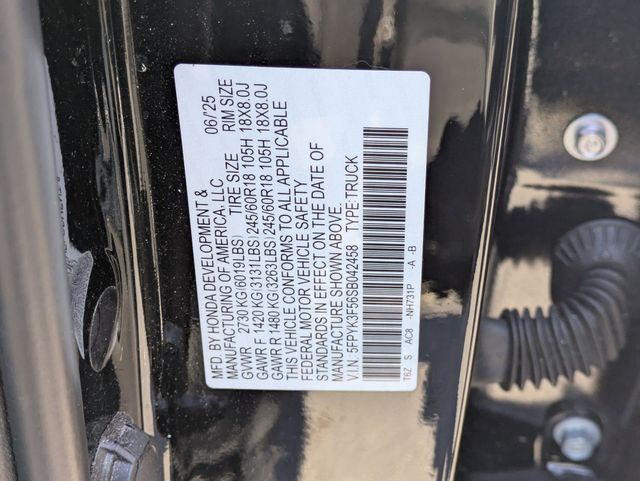 MFD. BY HONDA DEVELOPMENT & 06/'25
MANUFACTURING OF AMERICA, LLC
GVWR 2730 KG(6019LBS) TIRE SIZE RIM SIZE
GAWR F 1420 KG(3131LBS)245/60R18 105H 18X8.0J
GAWR R 1480 KG(3263LBS)245/60R18 105H 18X8.0J
THIS VEHICLE CONFORMS TO ALL APPLICABLE
FEDERAL MOTOR VEHICLE SAFETY
STANDARDS IN EFFECT ON THE DATE OF
MANUFACTURE SHOWN ABOVE.
V.I.N: 5FPYK3F56SB042458 TYPE:TRUCK
T6Z S AC8 -NH731P -A -B